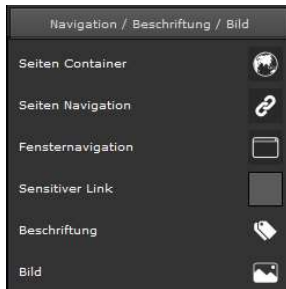 Navigation / Beschriftung / Bild
Seiten Container
Seiten Navigation
Fensternavigation
Sensitiver Link
Beschriftung
Bild